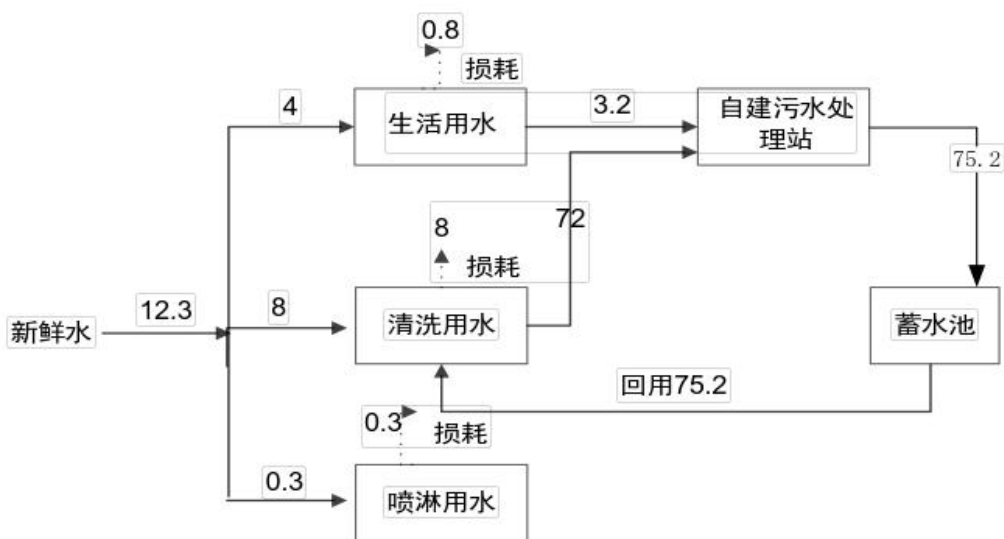 0.8
损耗
4
生活用水
3.2
自建污水处
理站
75.2
8
损耗
72
新鲜水
12.3
8
清洗用水
蓄水池
回用75.2
0.3
损耗
0.3
喷淋用水